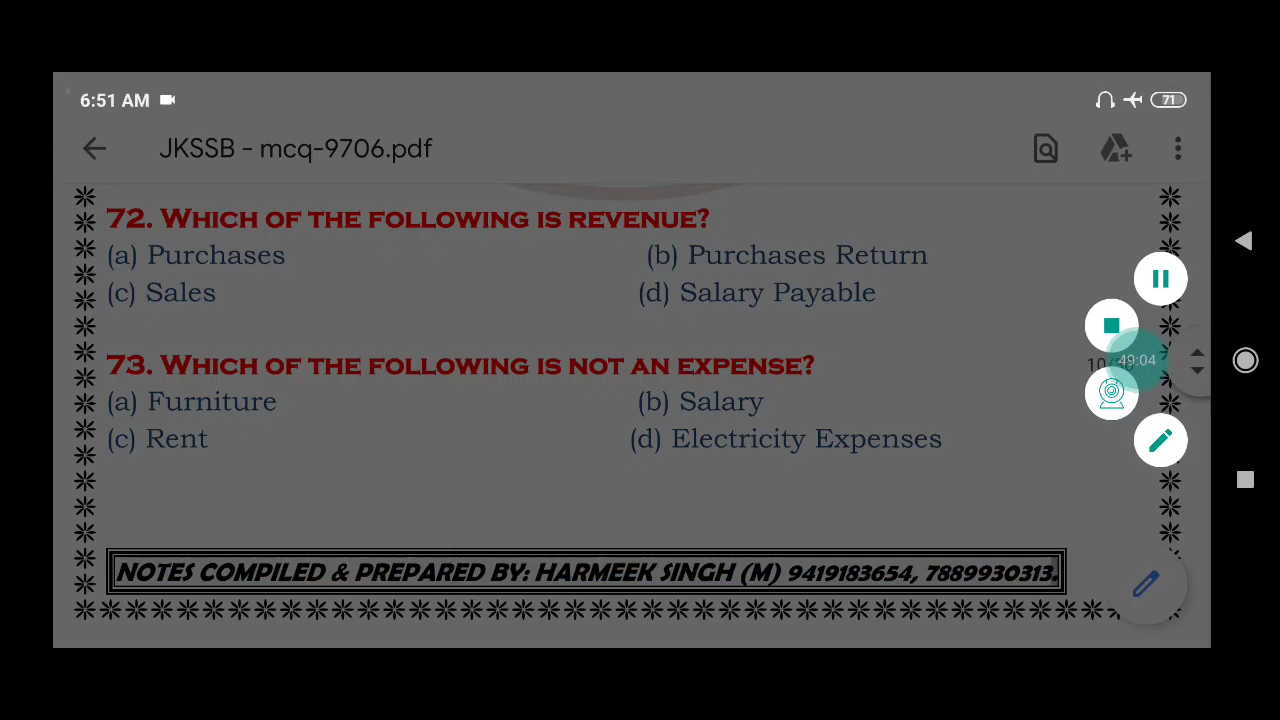 6:51 AM
71
JKSSB - mcq-9706.pdf
72. WHICH OF THE FOLLOWING IS REVENUE?
(a) Purchases (b) Purchases Return
(c) Sales (d) Salary Payable
73. WHICH OF THE FOLLOWING IS NOT AN EXPENSE?
49:04
(a) Furniture (b) Salary
(c) Rent (d) Electricity Expenses
NOTES COMPILED & PREPARED BY: HARMEEK SINGH (M) 9419183654, 7889930313.